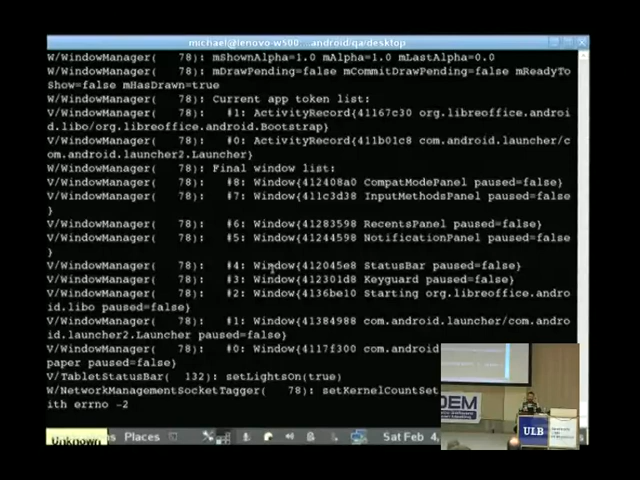 michael@lenovo-w500: ...android/qa/desktop
W/WindowManager(   78): mShownAlpha=1.0 mAlpha=1.0 mLastAlpha=0.0
W/WindowManager(   78): mDrawPending=false mCommitDrawPending=false mReadyTo
Show=false mHasDrawn=true
V/WindowManager(   78): Current app token list:
V/WindowManager(   78):   #1: ActivityRecord{41167c30 org.libreoffice.androi
d.libo/org.libreoffice.android.Bootstrap}
V/WindowManager(   78):   #0: ActivityRecord{411b01c8 com.android.launcher/c
om.android.launcher2.Launcher}
W/WindowManager(   78): Final window list:
V/WindowManager(   78):   #8: Window{412408a0 CompatModePanel paused=false}
V/WindowManager(   78):   #7: Window{411c3d38 InputMethodsPanel paused=false
}
V/WindowManager(   78):   #6: Window{41283598 RecentsPanel paused=false}
V/WindowManager(   78):   #5: Window{41244598 NotificationPanel paused=false
}
V/WindowManager(   78):   #4: Window{412045e8 StatusBar paused=false}
V/WindowManager(   78):   #3: Window{412301d8 Keyguard paused=false}
V/WindowManager(   78):   #2: Window{4136be10 Starting org.libreoffice.andro
id.libo paused=false}
V/WindowManager(   78):   #1: Window{41384988 com.android.launcher/com.andro
id.launcher2.Launcher paused=false}
V/WindowManager(   78):   #0: Window{4117f300 com.android
paper paused=false}
V/TabletStatusBar(  132): setLightsOn(true)
W/NetworkManagementSocketTagger(   78): setKernelCountSet
ith errno -2
Unknown
Places
Sat Feb 4,
DEM
ULB